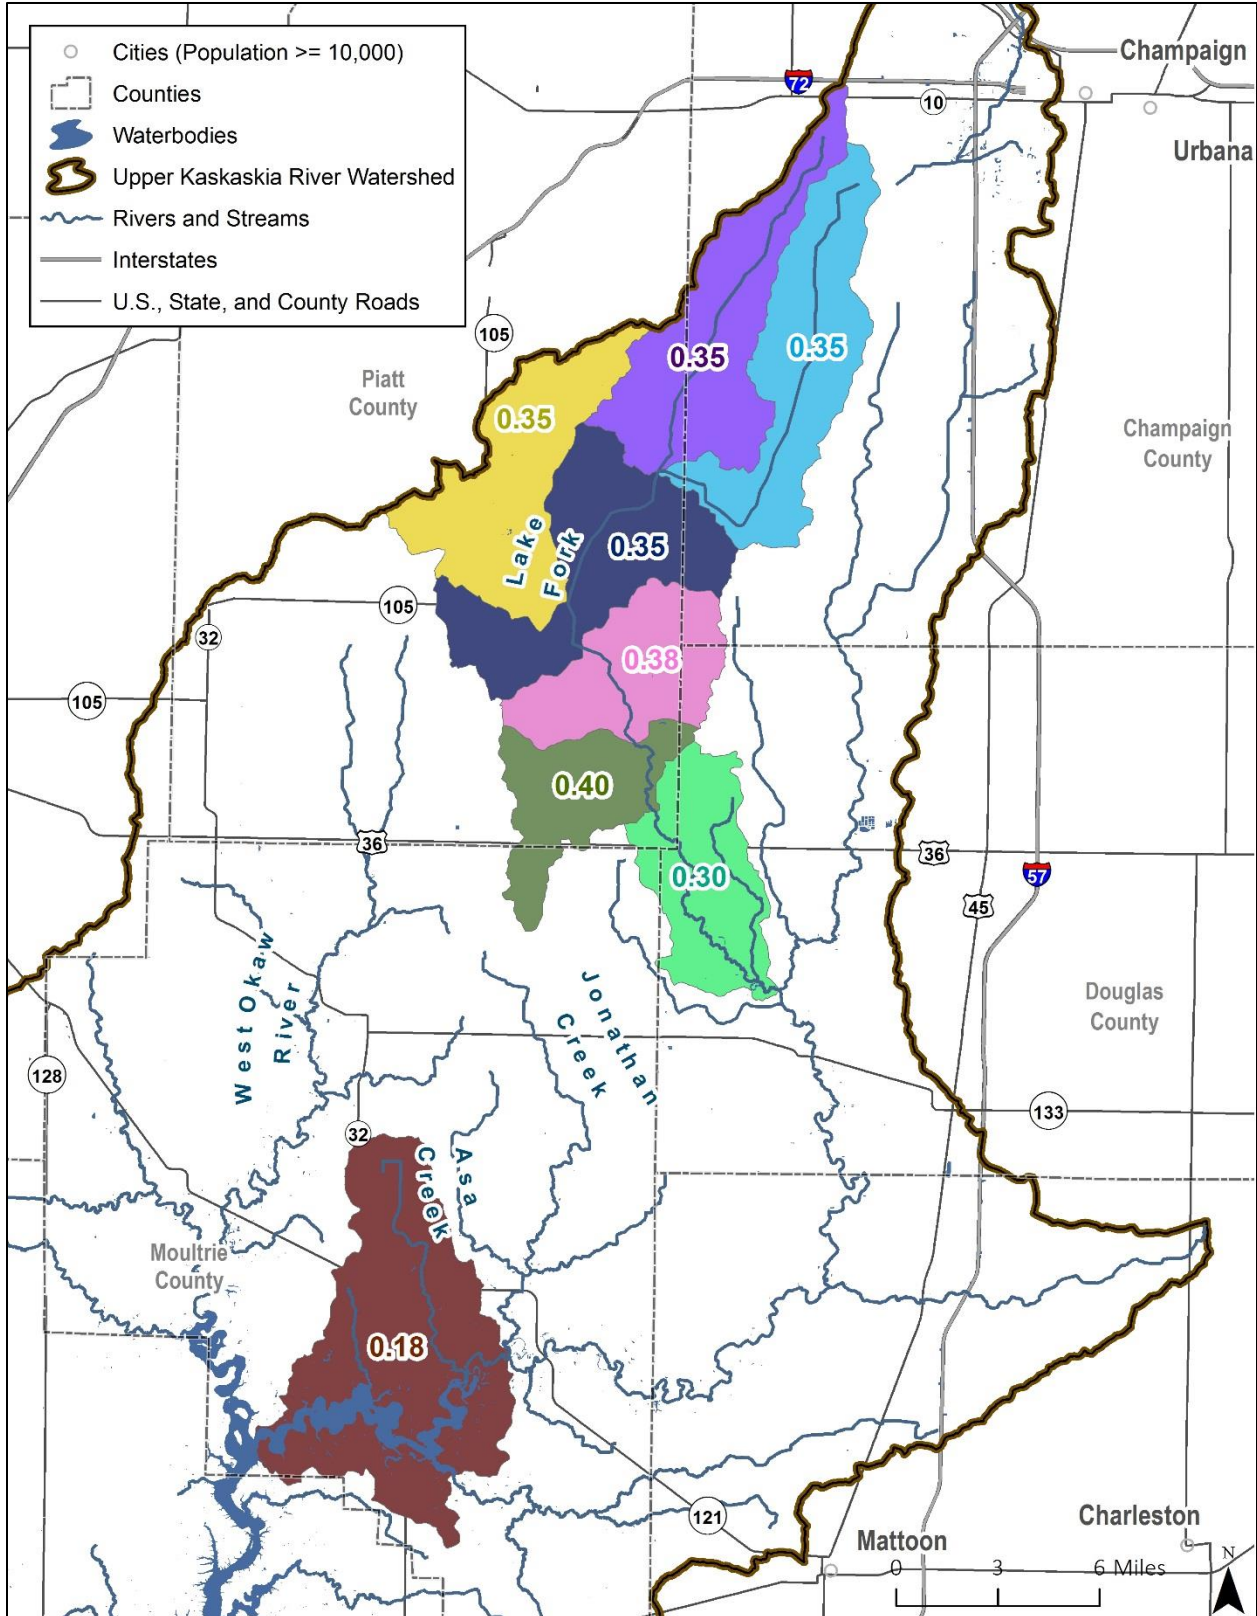 Cities (Population >= 10,000)
Counties
Waterbodies
Upper Kaskaskia River Watershed
Rivers and Streams
Interstates
U.S., State, and County Roads
72
10
Champaign
Urbana
105
Piatt
County
0.35
0.35
0.35
Champaign
County
Lake
Fork
0.35
105
32
105
0.38
0.40
36
36
0.30
57
45
West Okaw
River
Jonathan
Creek
Douglas
County
128
133
32
Asa
Creek
Moultrie
County
0.18
121
Mattoon
Charleston
0 3 6 Miles
N